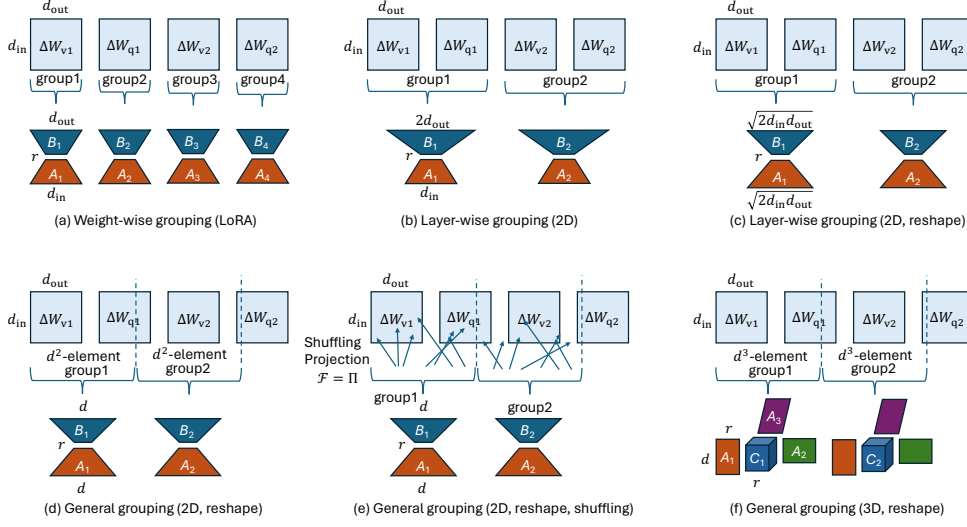 d_out
d_in ΔW_v1 ΔW_q1 ΔW_v2 ΔW_q2
group1 group2 group3 group4
d_out
B_1 B_2 B_3 B_4
r
A_1 A_2 A_3 A_4
d_in
(a) Weight-wise grouping (LoRA)
d_out
d_in ΔW_v1 ΔW_q1 ΔW_v2 ΔW_q2
group1 group2
2d_out
B_1 B_2
r
A_1 A_2
d_in
(b) Layer-wise grouping (2D)
d_out
d_in ΔW_v1 ΔW_q1 ΔW_v2 ΔW_q2
group1 group2
√2d_in d_out
B_1 B_2
r
A_1 A_2
√2d_in d_out
(c) Layer-wise grouping (2D, reshape)
d_out
d_in ΔW_v1 ΔW_q1 ΔW_v2 ΔW_q2
d²-element d²-element
group1 group2
d
B_1 B_2
r
A_1 A_2
d
(d) General grouping (2D, reshape)
d_out
d_in ΔW_v1 ΔW_q1 ΔW_v2 ΔW_q2
Shuffling
Projection
ℱ = Π
group1 group2
d
B_1 B_2
r
A_1 A_2
d
(e) General grouping (2D, reshape, shuffling)
d_out
d_in ΔW_v1 ΔW_q1 ΔW_v2 ΔW_q2
d³-element d³-element
group1 group2
A_3
r
d A_1 C_1 A_2 C_2
r
(f) General grouping (3D, reshape)